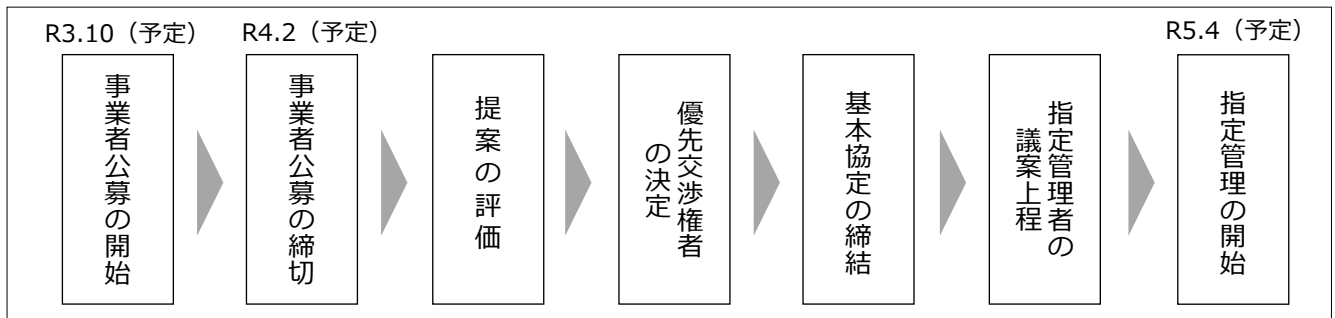 R3.10（予定）
事業者公募の開始
R4.2（予定）
事業者公募の締切
提案の評価
優先交渉権者
の決定
基本協定の締結
指定管理者の
議案上程
R5.4（予定）
指定管理の開始